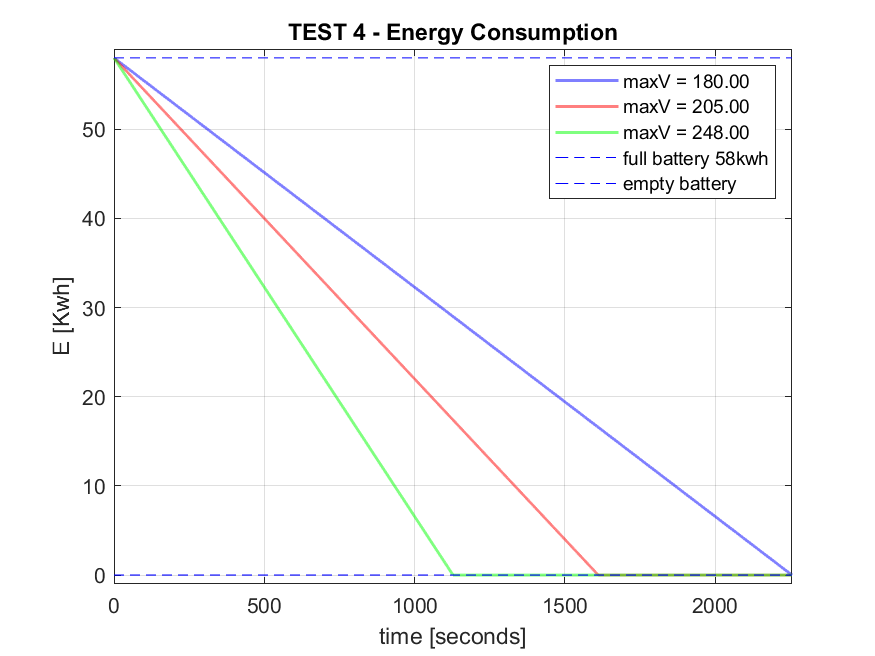 TEST 4 - Energy Consumption
maxV = 180.00
maxV = 205.00
maxV = 248.00
full battery 58kwh
empty battery
E [Kwh]
50
40
30
20
10
0
0 500 1000 1500 2000
time [seconds]